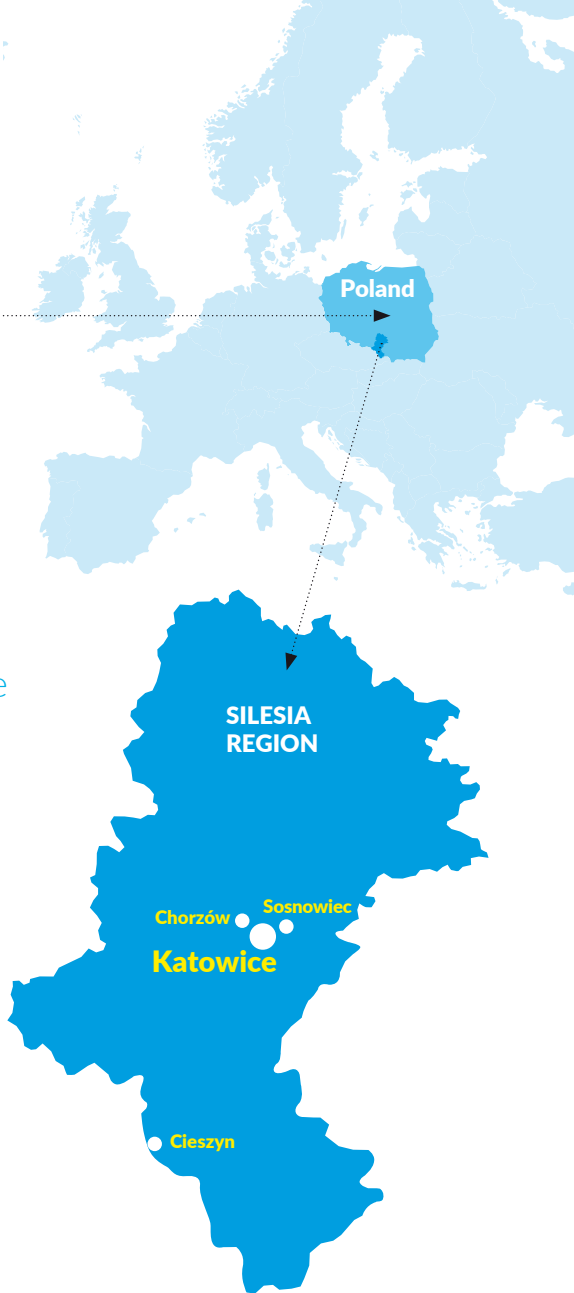 Poland
e
SILESIA
REGION
Sosnowiec
Chorzów
Katowice
Cieszyn